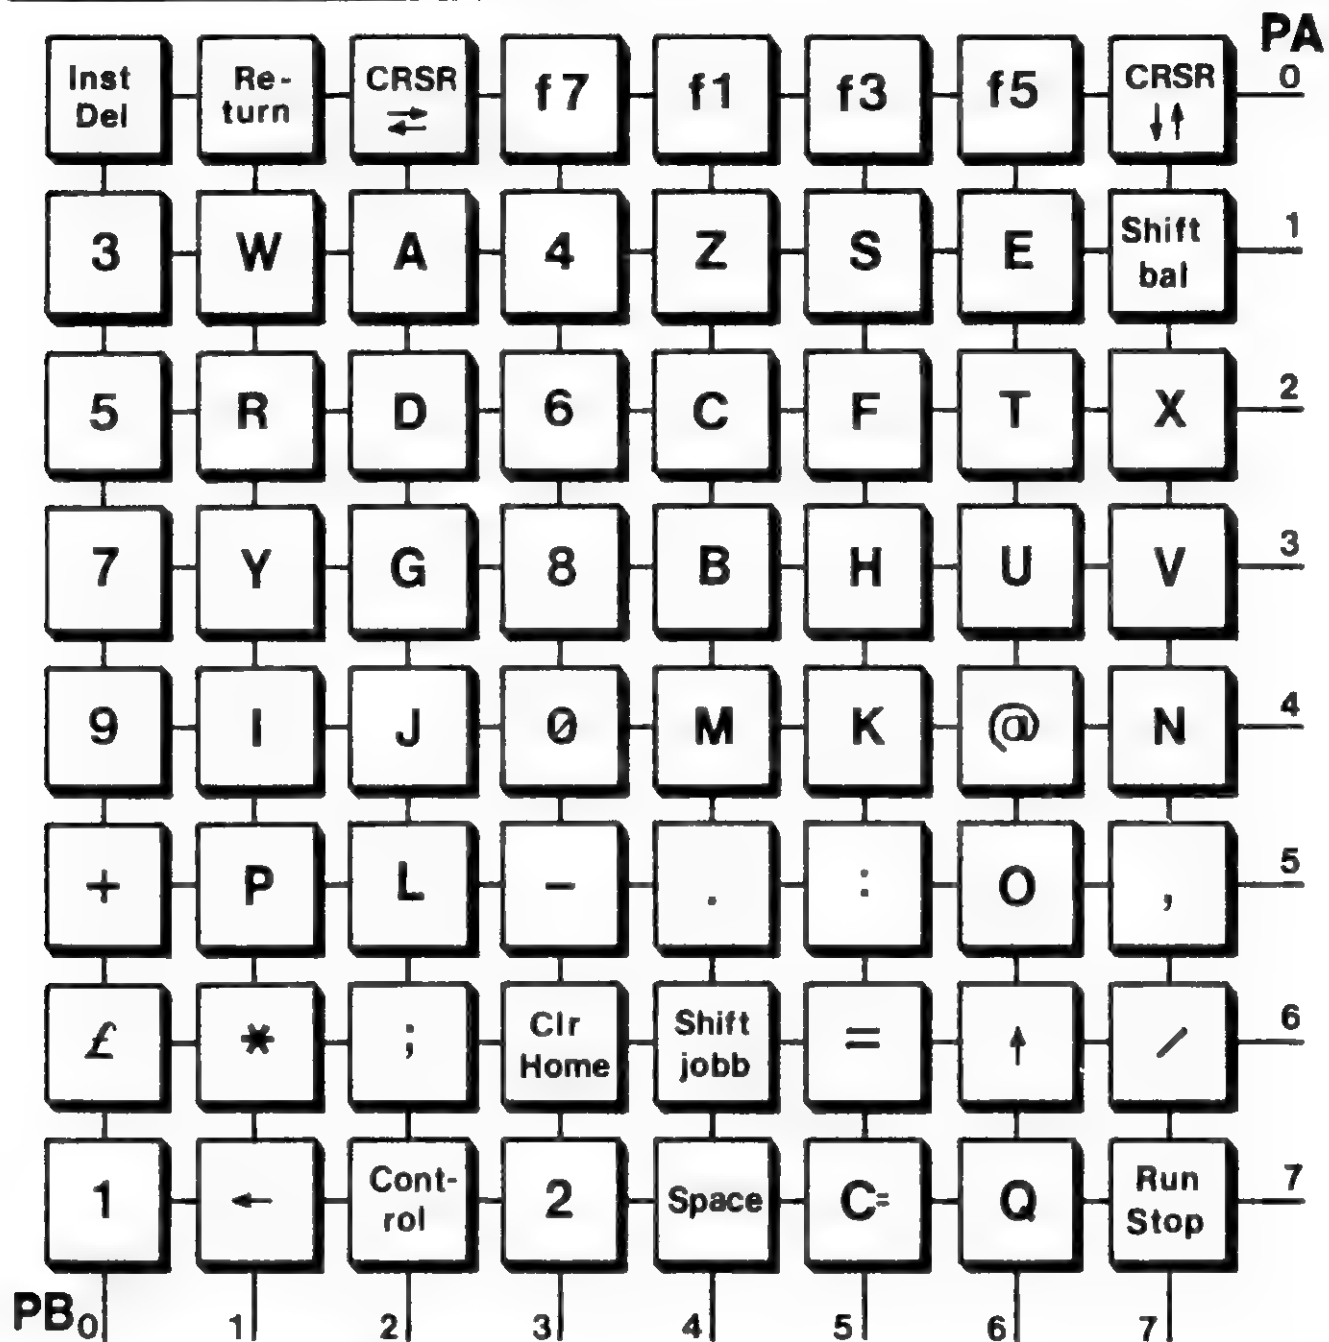 PA
Inst Del Re- turn CRSR ⇄ f7 f1 f3 f5 CRSR ↓↑ 0
3 W A 4 Z S E Shift bal 1
5 R D 6 C F T X 2
7 Y G 8 B H U V 3
9 I J 0 M K @ N 4
+ P L - . : O , 5
£ * ; Clr Home Shift jobb = ↑ / 6
1 ← Cont- rol 2 Space C= Q Run Stop 7
PB 0 1 2 3 4 5 6 7